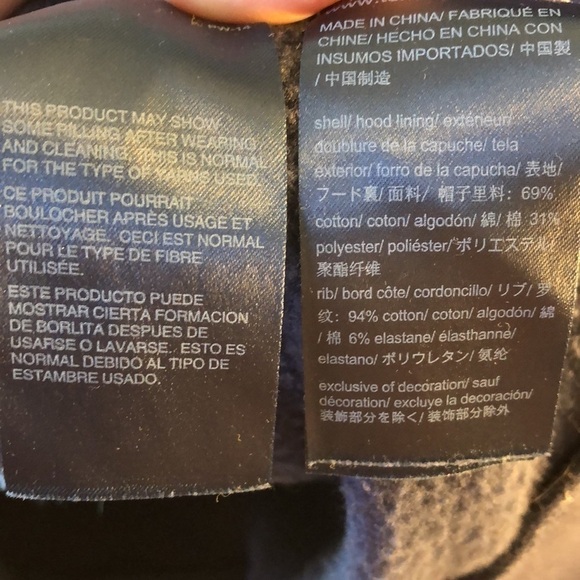 THIS PRODUCT MAY SHOW
SOME PILLING AFTER WEARING
AND CLEANING. THIS IS NORMAL
FOR THE TYPE OF YARNS USED.
CE PRODUIT POURRAIT
BOULOCHER APRÈS USAGE ET
NETTOYAGE. CECI EST NORMAL
POUR LE TYPE DE FIBRE
UTILISÉE.
ESTE PRODUCTO PUEDE
MOSTRAR CIERTA FORMACION
DE BORLITA DESPUES DE
USARSE O LAVARSE. ESTO ES
NORMAL DEBIDO AL TIPO DE
ESTAMBRE USADO.
MADE IN CHINA/ FABRIQUÉ EN
CHINE/ HECHO EN CHINA CON
INSUMOS IMPORTADOS/ 中国製
/ 中国制造
shell/ hood lining/ extérieur/
doublure de la capuche/ tela
exterior/ forro de la capucha/ 表地/
フード裏/ 面料/ 帽子里料: 69%
cotton/ coton/ algodón/ 綿/ 棉 31%
polyester/ poliéster/ ポリエステル/
聚酯纤维
rib/ bord côte/ cordoncillo/ リブ/ 罗
纹: 94% cotton/ coton/ algodón/ 綿
/ 棉 6% elastane/ élasthanne/
elastano/ ポリウレタン/ 氨纶
exclusive of decoration/ sauf
décoration/ excluye la decoración/
装飾部分を除く/ 装饰部分除外